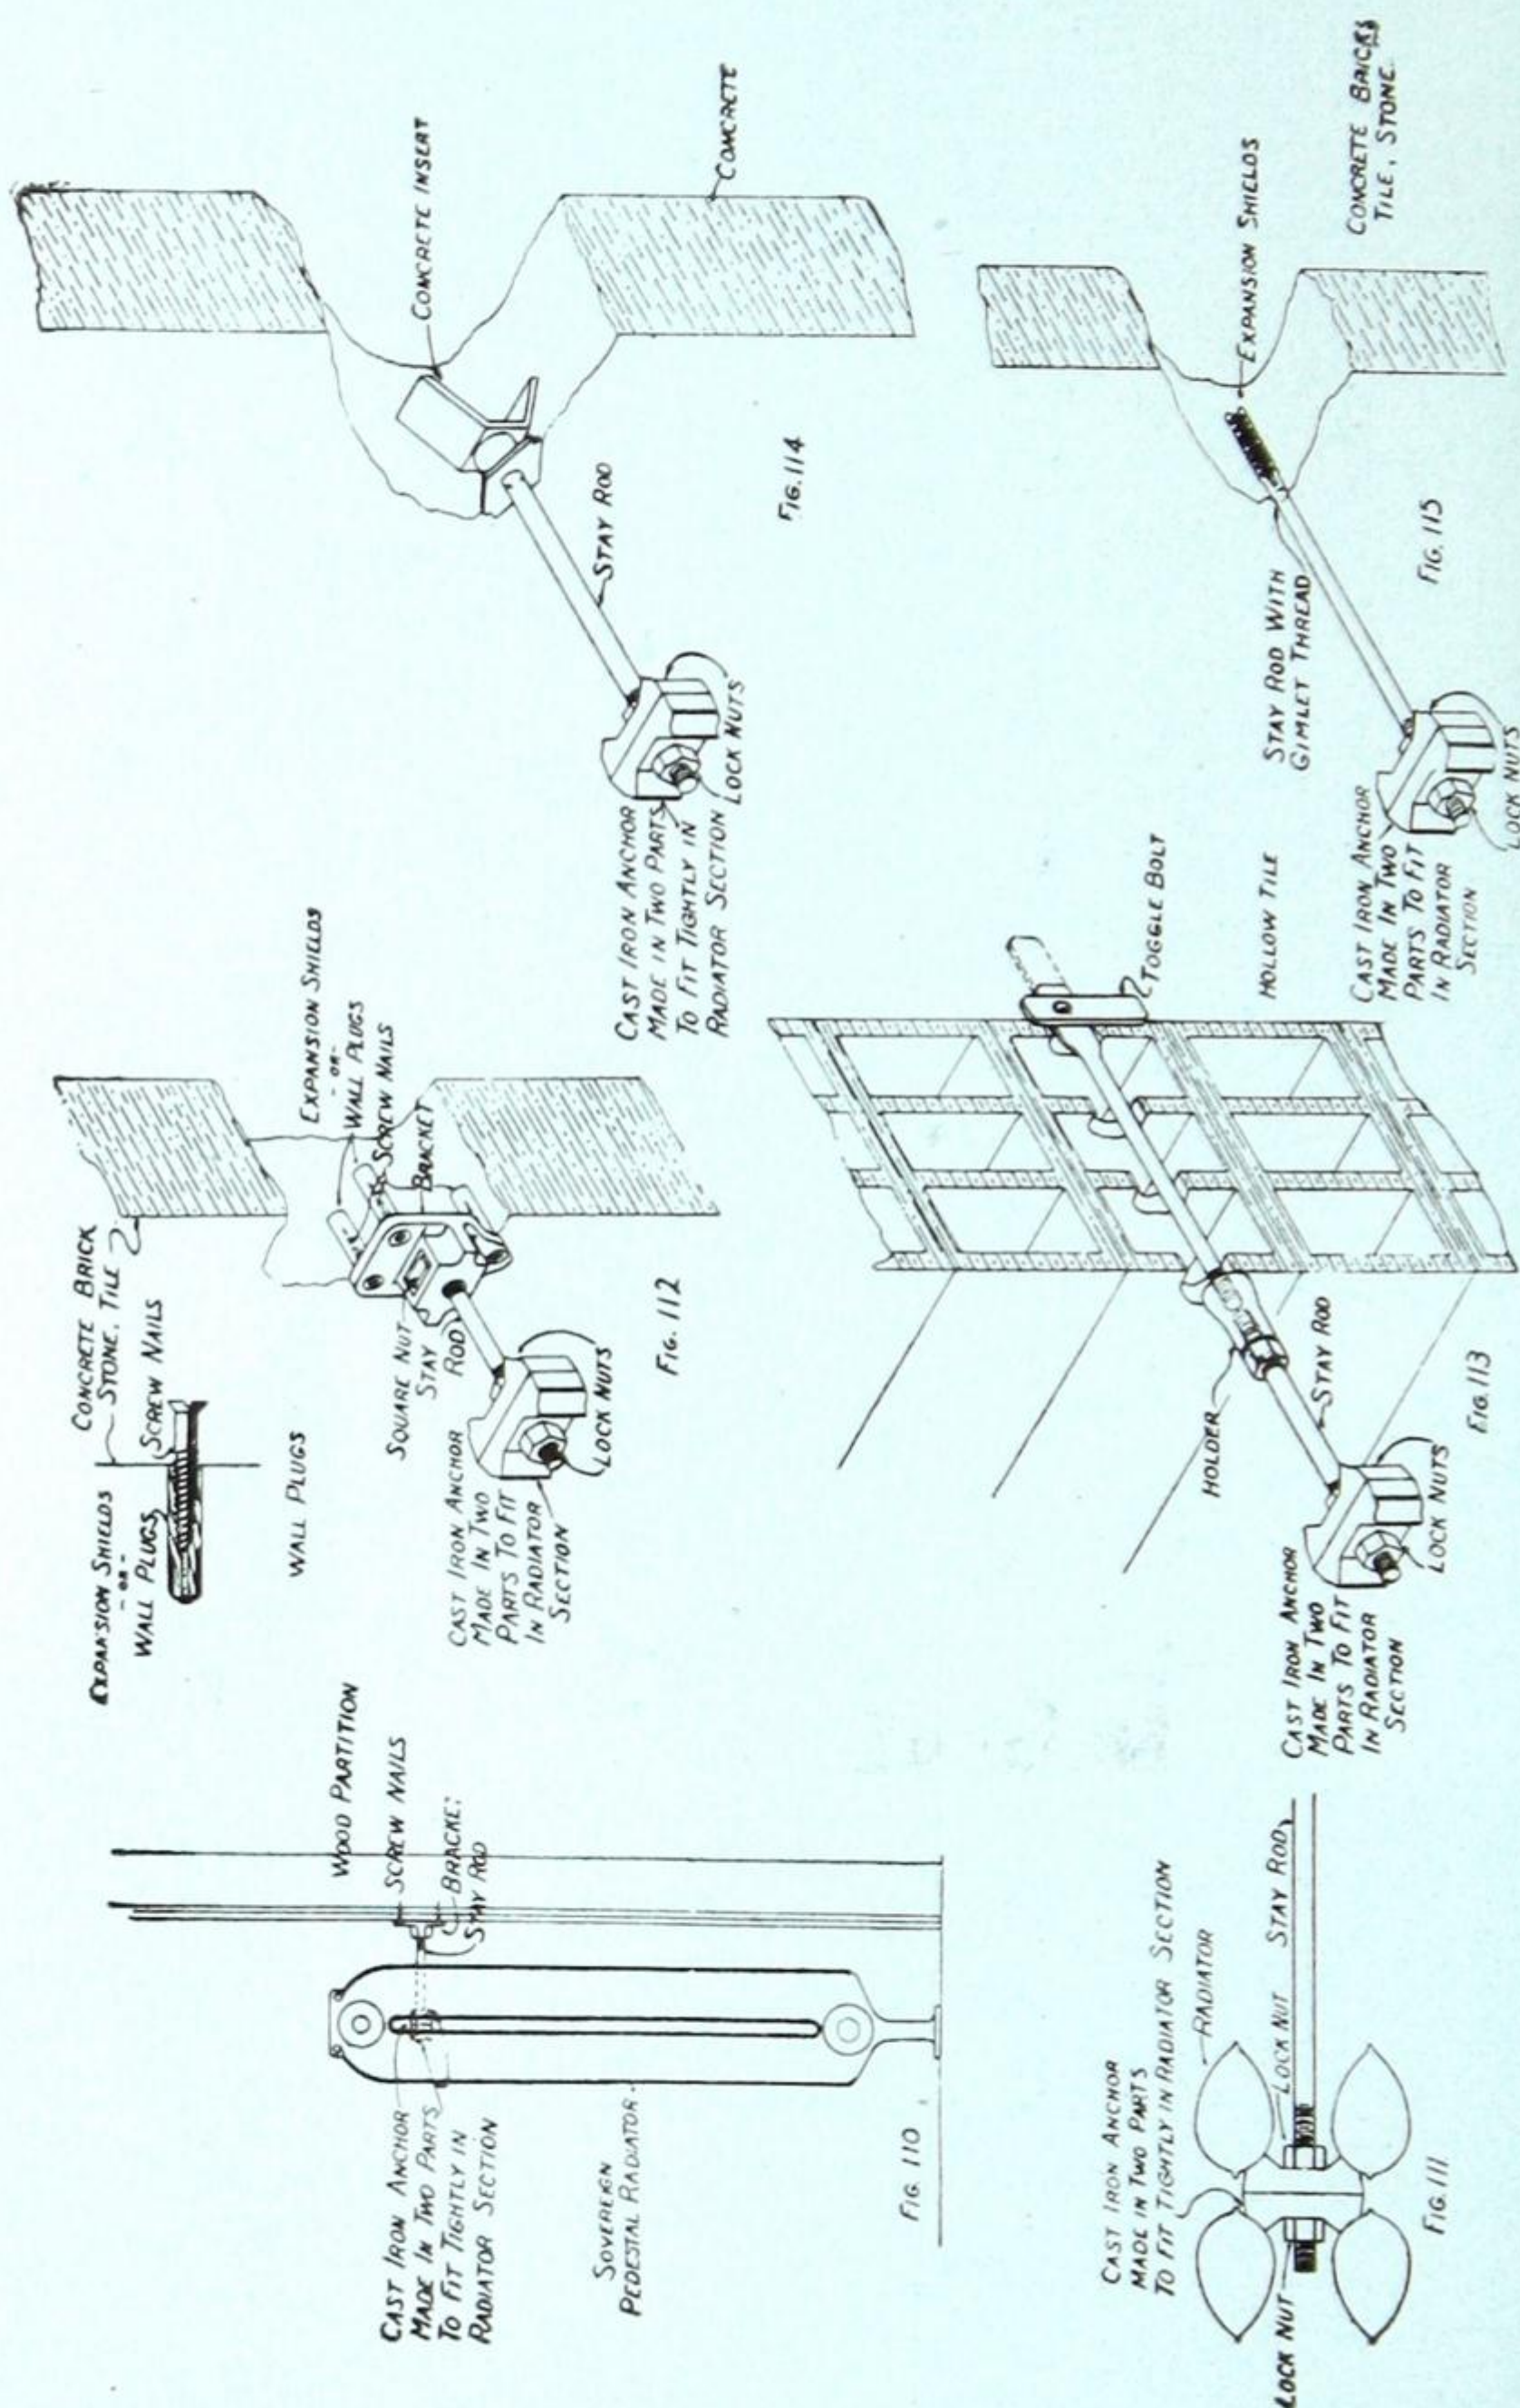 WOOD PARTITION
SCREW NAILS
BRACKET
STAY ROD
CAST IRON ANCHOR
MADE IN TWO PARTS
TO FIT TIGHTLY IN
RADIATOR SECTION
SOVEREIGN
PEDESTAL RADIATOR.
FIG. 110
EXPANSION SHIELDS
- OR -
WALL PLUGS
CONCRETE BRICK
STONE, TILE
SCREW NAILS
WALL PLUGS
EXPANSION SHIELDS
- OR -
WALL PLUGS
SCREW NAILS
BRACKET
SQUARE NUT
STAY
ROD
CAST IRON ANCHOR
MADE IN TWO
PARTS TO FIT
IN RADIATOR
SECTION
LOCK NUTS
FIG. 112
CONCRETE INSERT
CONCRETE
STAY ROD
CAST IRON ANCHOR
MADE IN TWO PARTS
TO FIT TIGHTLY IN
RADIATOR SECTION
LOCK NUTS
FIG. 114
CAST IRON ANCHOR
MADE IN TWO PARTS
TO FIT TIGHTLY IN RADIATOR SECTION
RADIATOR
LOCK NUT
STAY ROD
LOCK NUT
FIG. 111
TOGGLE BOLT
HOLLOW TILE
HOLDER
STAY ROD
CAST IRON ANCHOR
MADE IN TWO
PARTS TO FIT
IN RADIATOR
SECTION
LOCK NUTS
FIG. 113
EXPANSION SHIELDS
CONCRETE BRICKS
TILE, STONE.
STAY ROD WITH
GIMLET THREAD
CAST IRON ANCHOR
MADE IN TWO
PARTS TO FIT
IN RADIATOR
SECTION
LOCK NUTS
FIG. 115